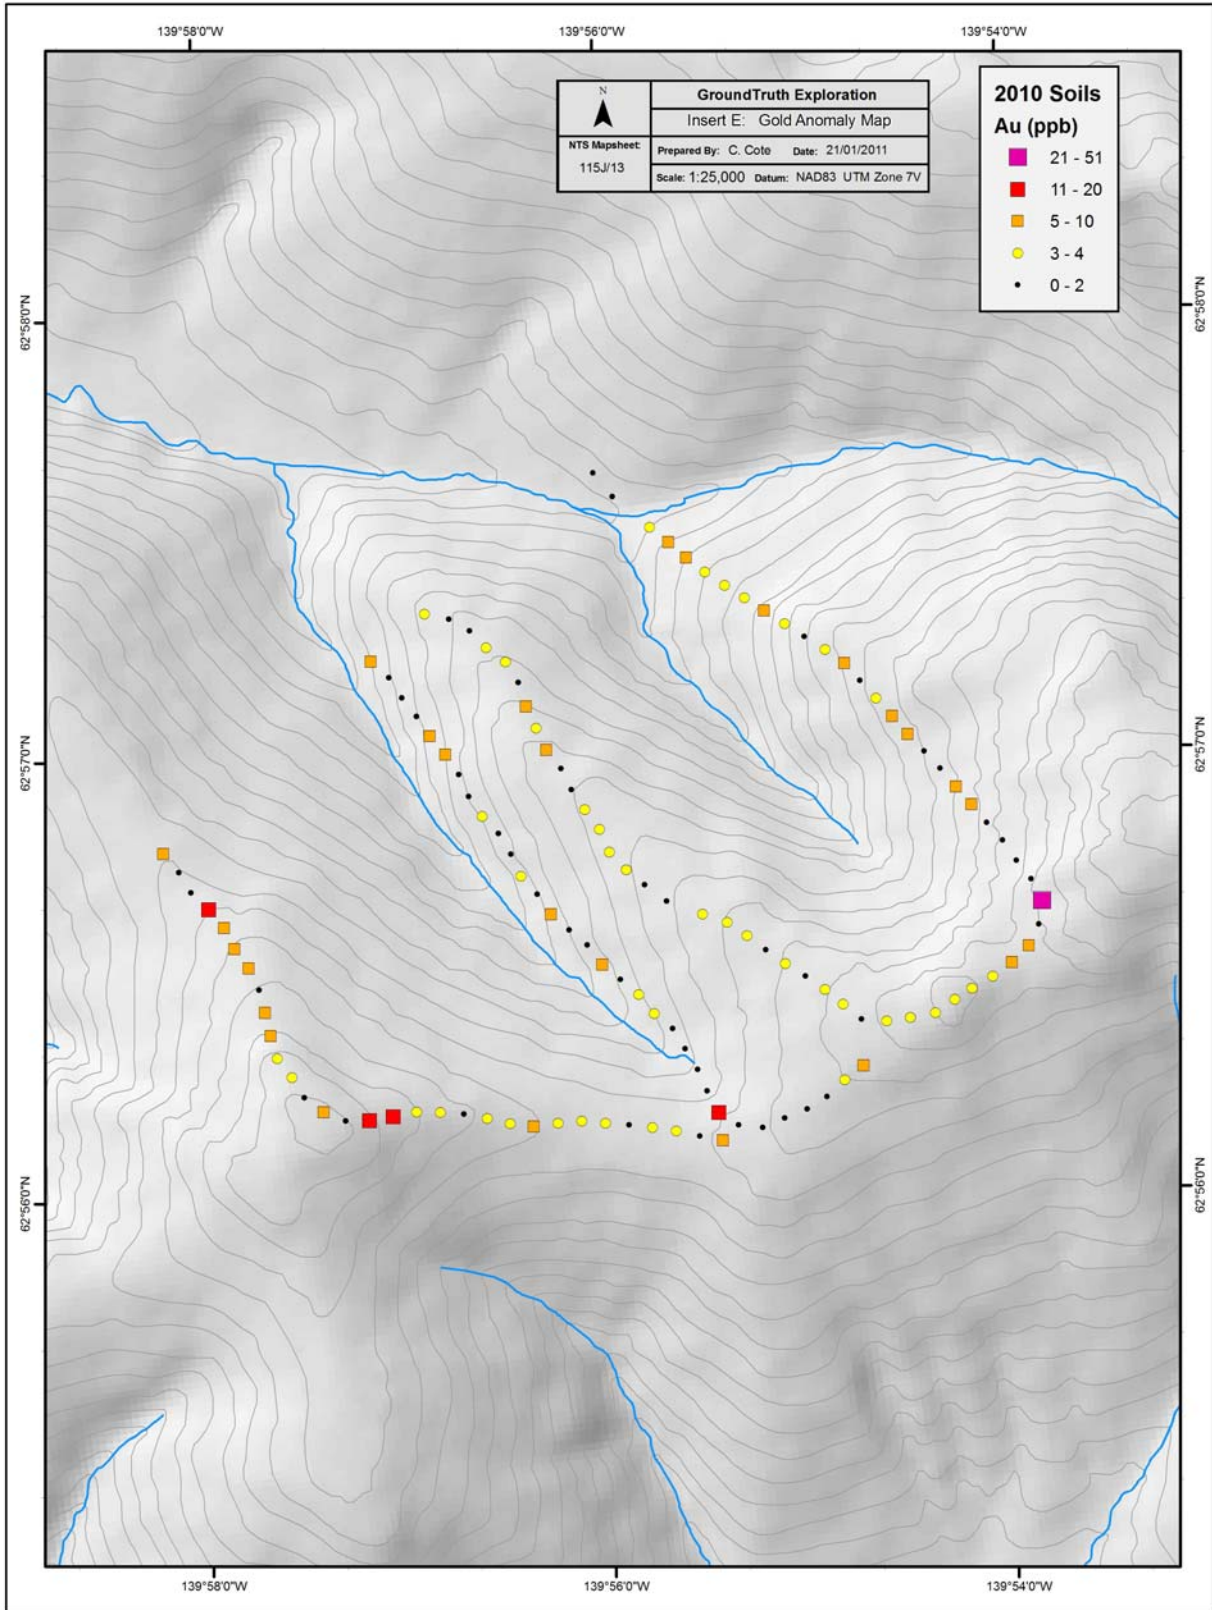 139°58'0"W
139°56'0"W
139°54'0"W
N
NTS Mapsheet:
115J/13
GroundTruth Exploration
Insert E: Gold Anomaly Map
Prepared By: C. Cote Date: 21/01/2011
Scale: 1:25,000 Datum: NAD83 UTM Zone 7V
2010 Soils
Au (ppb)
21 - 51
11 - 20
5 - 10
3 - 4
0 - 2
62°58'0"N
62°58'0"N
62°57'0"N
62°57'0"N
62°56'0"N
62°56'0"N
139°58'0"W
139°56'0"W
139°54'0"W